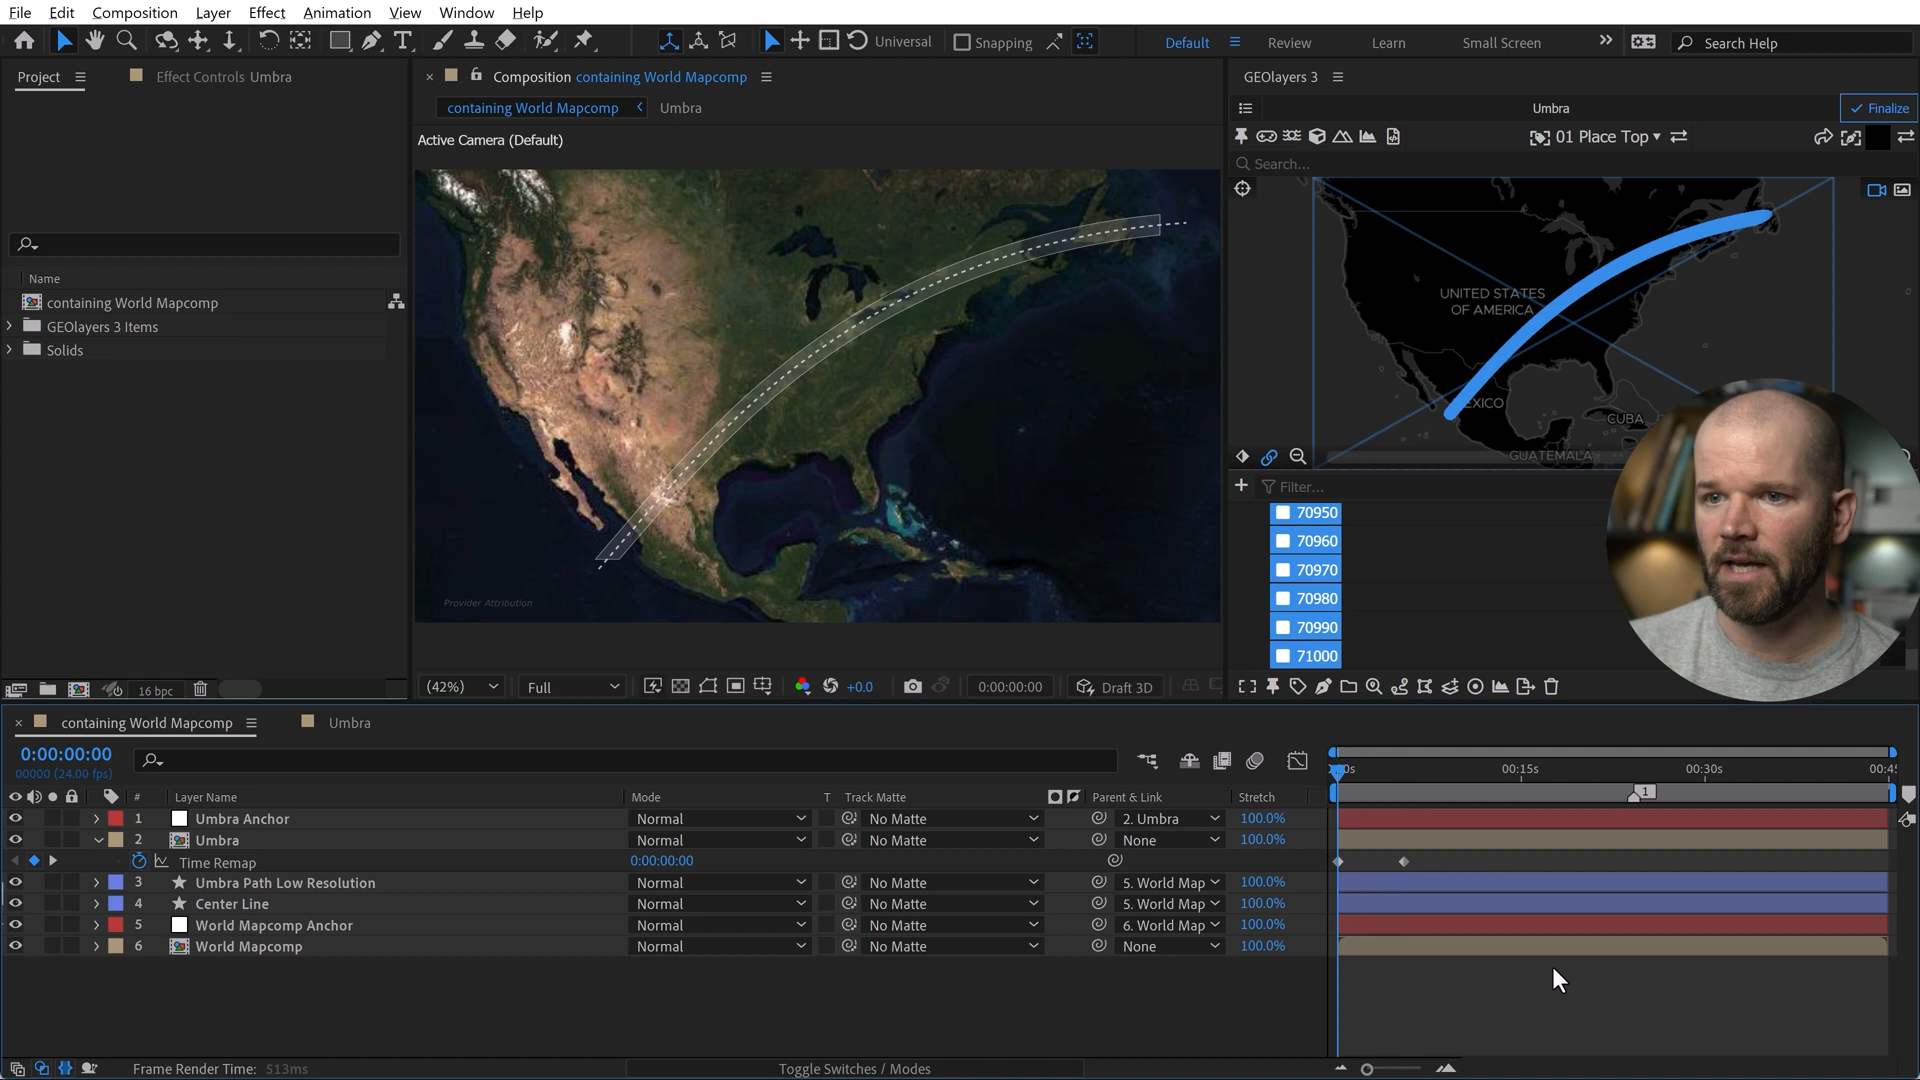 File Edit Composition Layer Effect Animation View Window Help
Universal Snapping Default Review Learn Small Screen Search Help
Project Effect Controls Umbra
Name
containing World Mapcomp
GEOlayers 3 Items
Solids
16 bpc
Composition containing World Mapcomp
containing World Mapcomp Umbra
Active Camera (Default)
Provider Attribution
(42%) Full +0.0 0:00:00:00 Draft 3D
GEOlayers 3
Umbra Finalize
01 Place Top
Search...
UNITED STATES
OF AMERICA
CUBA
GUATEMALA
Filter...
70950
70960
70970
70980
70990
71000
containing World Mapcomp Umbra
0:00:00:00
00000 (24.00 fps)
00:15s 00:30s
1
# Layer Name Mode T Track Matte Parent & Link Stretch
1 Umbra Anchor Normal No Matte 2. Umbra 100.0%
2 Umbra Normal No Matte None 100.0%
Time Remap 0:00:00:00
3 Umbra Path Low Resolution Normal No Matte 5. World Map 100.0%
4 Center Line Normal No Matte 5. World Map 100.0%
5 World Mapcomp Anchor Normal No Matte 6. World Map 100.0%
6 World Mapcomp Normal No Matte None 100.0%
Frame Render Time: 513ms Toggle Switches / Modes